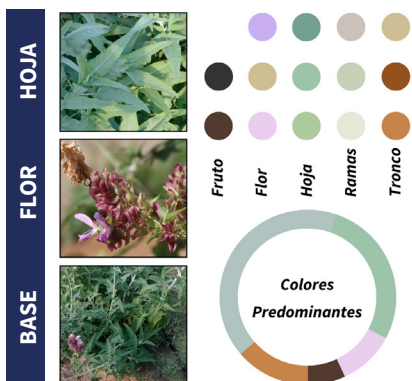 HOJA
FLOR
BASE
Fruto
Flor
Hoja
Ramas
Tronco
Colores
Predominantes